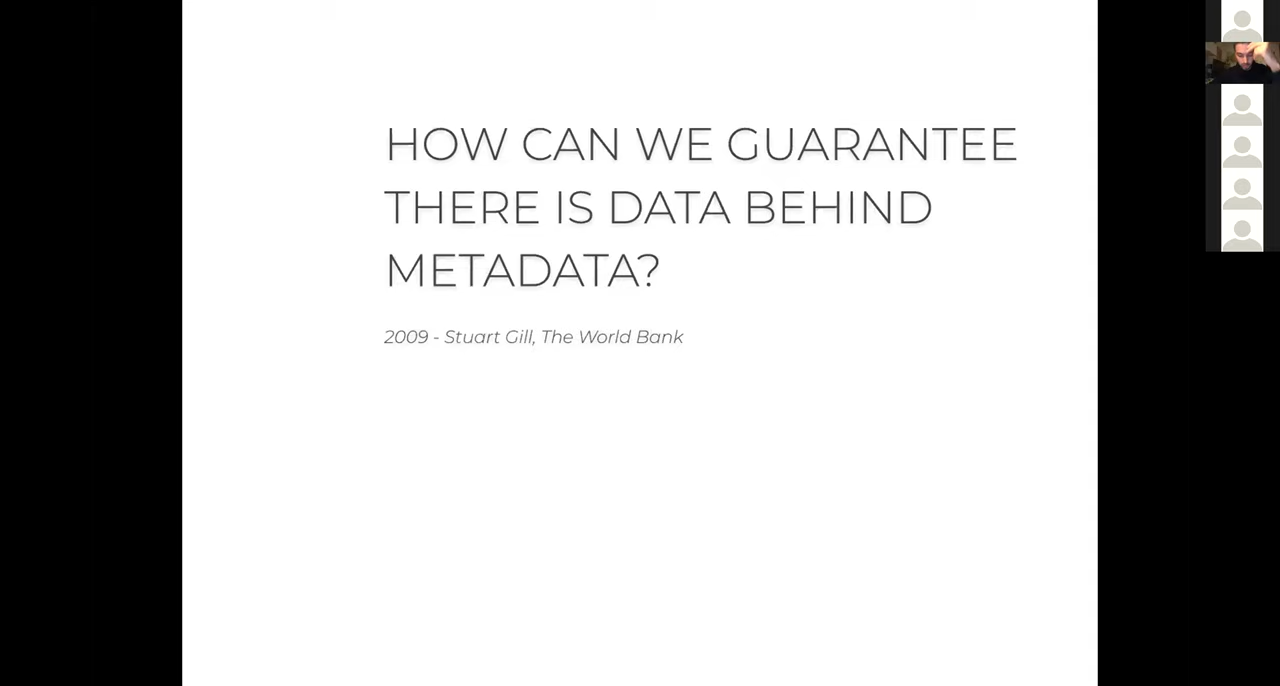 HOW CAN WE GUARANTEE
THERE IS DATA BEHIND
METADATA?
2009 - Stuart Gill, The World Bank